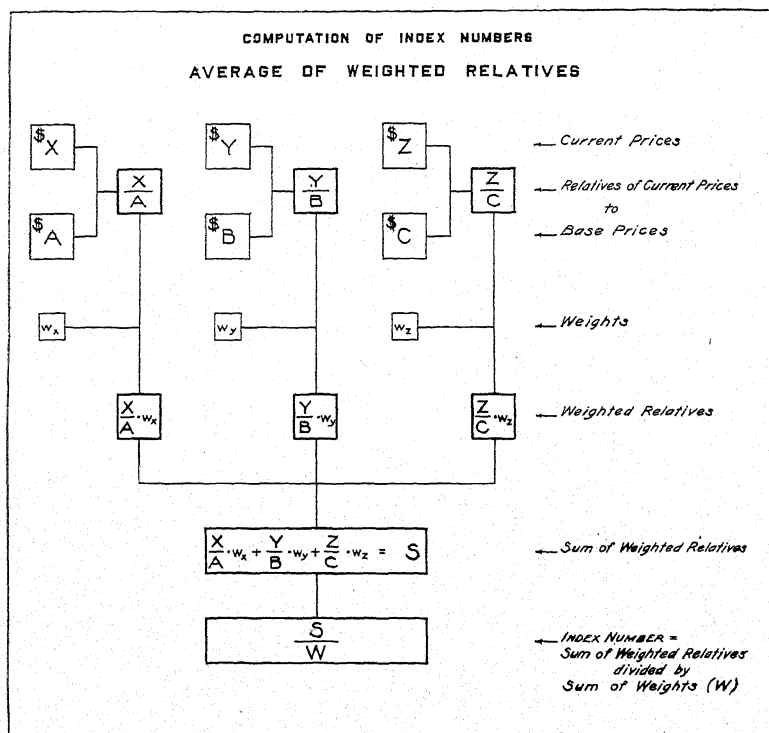 COMPUTATION OF INDEX NUMBERS
AVERAGE OF WEIGHTED RELATIVES
$X $Y $Z ← Current Prices
X/A Y/B Z/C ← Relatives of Current Prices
to
$A $B $C ← Base Prices
wx wy wz ← Weights
X/A·wx Y/B·wy Z/C·wz ← Weighted Relatives
X/A·wx + Y/B·wy + Z/C·wz = S ← Sum of Weighted Relatives
S/W ← INDEX NUMBER =
Sum of Weighted Relatives
divided by
Sum of Weights (W)